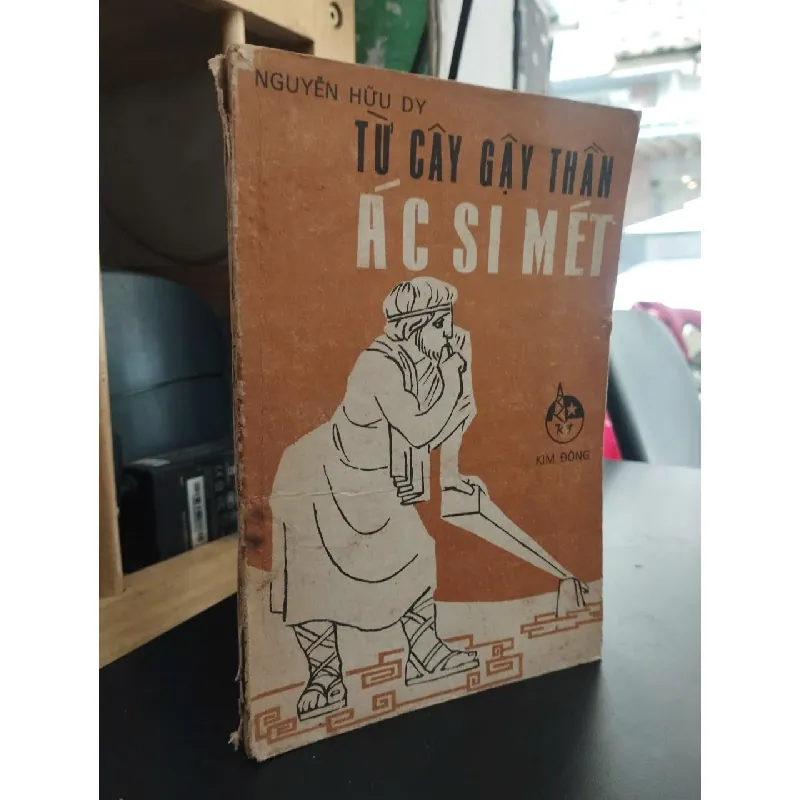 NGUYỄN HỮU DY
TỪ CÂY GẬY THẦN
ÁC SI MÉT
KIM ĐỒNG